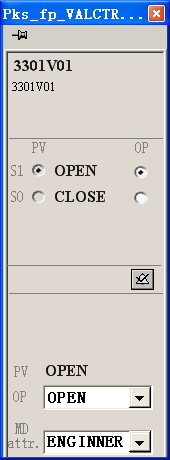 Pks_fp_VALCTR...
3301V01
3301V01
PV OP
S1 OPEN
S0 CLOSE
PV OPEN
OP OPEN
MD
attr. ENGINNER